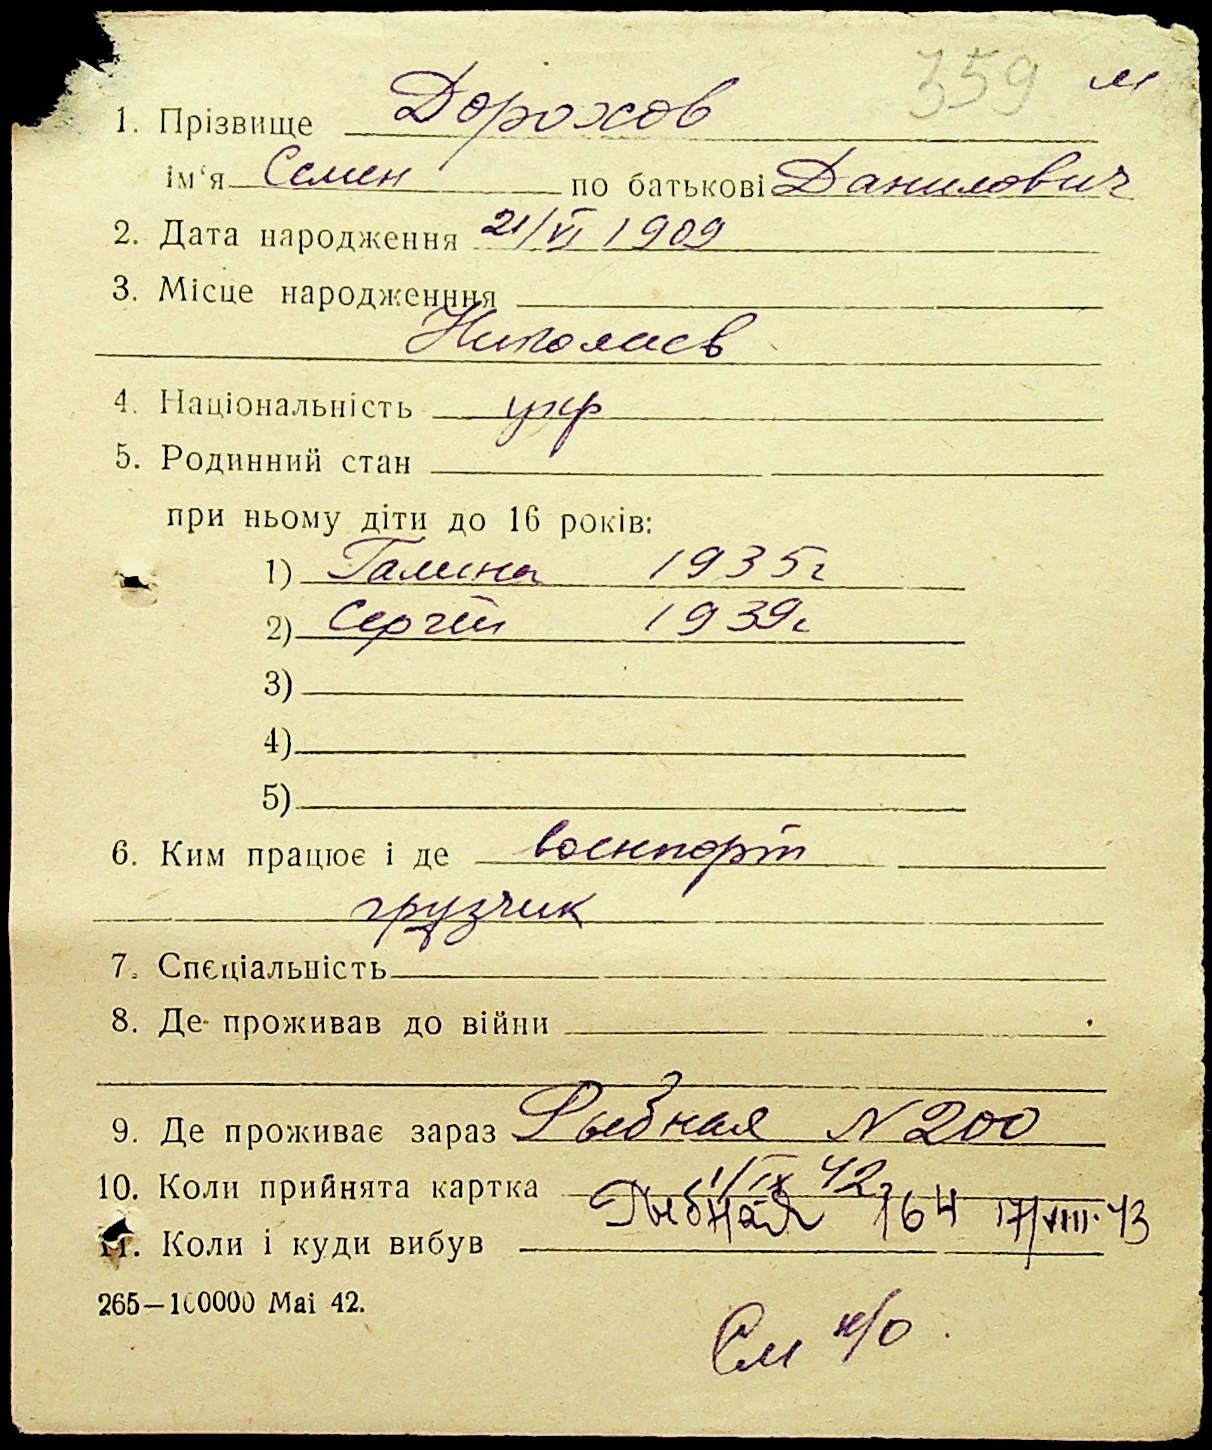 359 м
1. Прізвище Дорохов
ім‘я Семен по батькові Данилович
2. Дата народження 21/VI 1909
3. Місце народженння
Николаев
4. Національність укр
5. Родинний стан
при ньому діти до 16 років:
1) Галина 1935г
2) Сергей 1939г
3)
4)
5)
6. Ким працює і де военпорт
грузчик
7. Спєціальність
8. Де проживав до війни
9. Де проживає зараз Рыбная N 200
10. Коли прийнята картка 1/IX 42г
Рыбная 164 17/VIII. 43
11. Коли і куди вибув
265—100000 Mai 42.
См н/о.